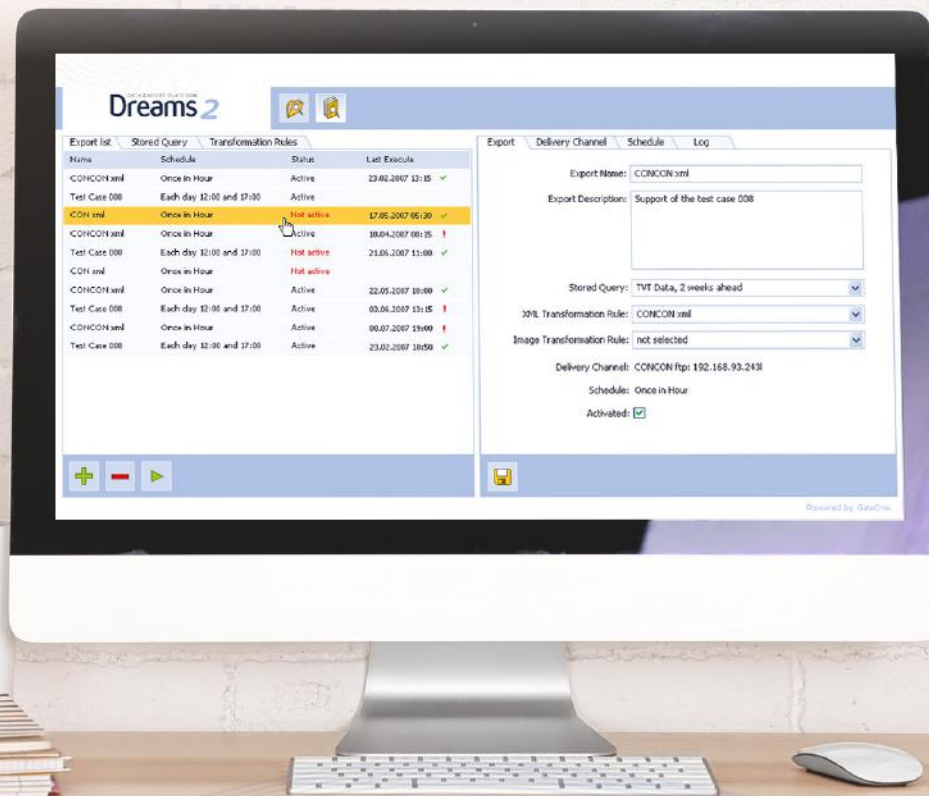 DATA EXPORT PLATFORM
Dreams 2
Export list Stored Query Transformation Rules
Name Schedule Status Last Execute
CONCON xml Once in Hour Active 23.02.2007 13:15
Test Case 008 Each day 12:00 and 17:00 Active
CON xml Once in Hour Not active 17.05.2007 05:30
CONCON xml Once in Hour Active 18.04.2007 00:15 !
Test Case 008 Each day 12:00 and 17:00 Not active 21.06.2007 11:00
CON xml Once in Hour Not active
CONCON xml Once in Hour Active 22.05.2007 10:00
Test Case 008 Each day 12:00 and 17:00 Active 03.06.2007 13:15 !
CONCON xml Once in Hour Active 08.07.2007 19:00 !
Test Case 008 Each day 12:00 and 17:00 Active 23.02.2007 10:50
Export Delivery Channel Schedule Log
Export Name: CONCON xml
Export Description: Support of the test case 008
Stored Query: TVT Data, 2 weeks ahead
XML Transformation Rule: CONCON xml
Image Transformation Rule: not selected
Delivery Channel: CONCON ftp: 192.168.93.243l
Schedule: Once in Hour
Activated:
Powered by